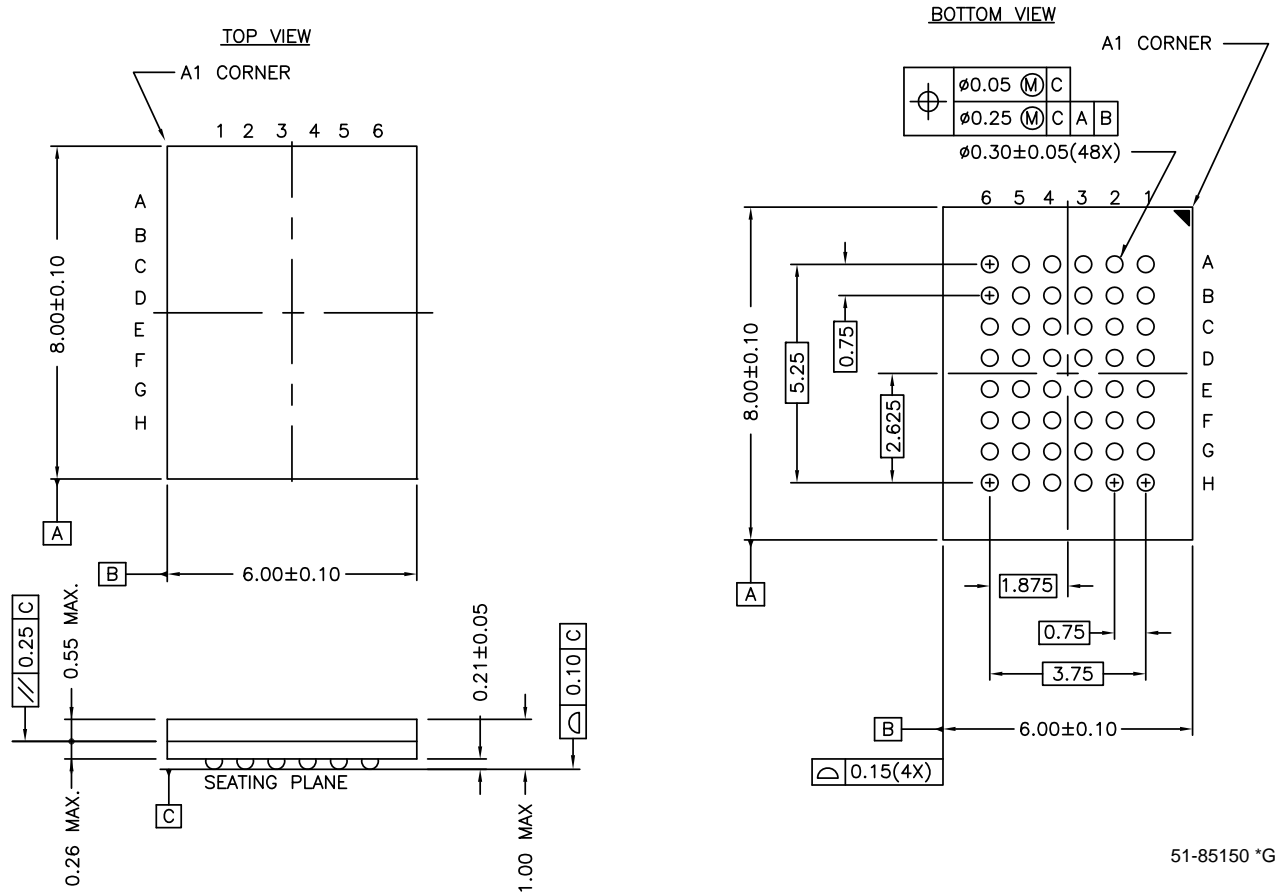 TOP VIEW
A1 CORNER
1 2 3 4 5 6
A
B
C
D
E
F
G
H
8.00±0.10
A
B
6.00±0.10
// 0.25 C
0.55 MAX.
0.26 MAX.
0.21±0.05
0.10 C
1.00 MAX
SEATING PLANE
C
BOTTOM VIEW
A1 CORNER
ø0.05 Ⓜ C
ø0.25 Ⓜ C A B
ø0.30±0.05(48X)
6 5 4 3 2 1
A
B
C
D
E
F
G
H
8.00±0.10
5.25
0.75
2.625
A
1.875
0.75
3.75
B
6.00±0.10
0.15(4X)
51-85150 *G